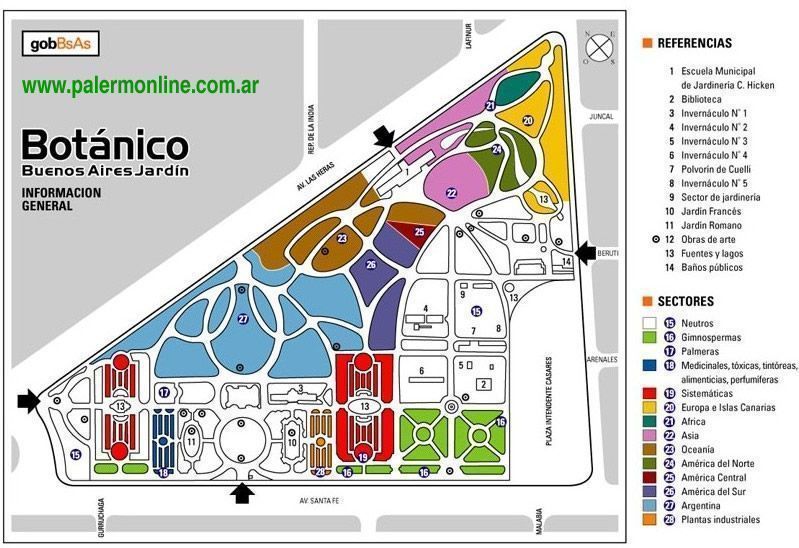 gobBsAs
www.palermonline.com.ar
Botánico
Buenos Aires Jardín
INFORMACION
GENERAL
LAFINUR
N
E
O
S
REP. DE LA INDIA
AV. LAS HERAS
JUNCAL
BERUTI
ARENALES
PLAZA INTENDENTE CASARES
AV. SANTA FE
GURRUCHAGA
MALABIA
21
20
24
1
22
13
25
23
26
14
27
9
15
13
4
7
8
6
5
2
17
3
13
13
11
10
16
15
18
28
19
16
16
REFERENCIAS
1 Escuela Municipal
de Jardinería C. Hicken
2 Biblioteca
3 Invernáculo N° 1
4 Invernáculo N° 2
5 Invernáculo N° 3
6 Invernáculo N° 4
7 Polvorín de Cuelli
8 Invernáculo N° 5
9 Sector de jardinería
10 Jardín Francés
11 Jardín Romano
12 Obras de arte
13 Fuentes y lagos
14 Baños públicos
SECTORES
15 Neutros
16 Gimnospermas
17 Palmeras
18 Medicinales, tóxicas, tintóreas,
alimenticias, perfumíferas
19 Sistemáticas
20 Europa e Islas Canarias
21 Africa
22 Asia
23 Oceanía
24 América del Norte
25 América Central
26 América del Sur
27 Argentina
28 Plantas industriales